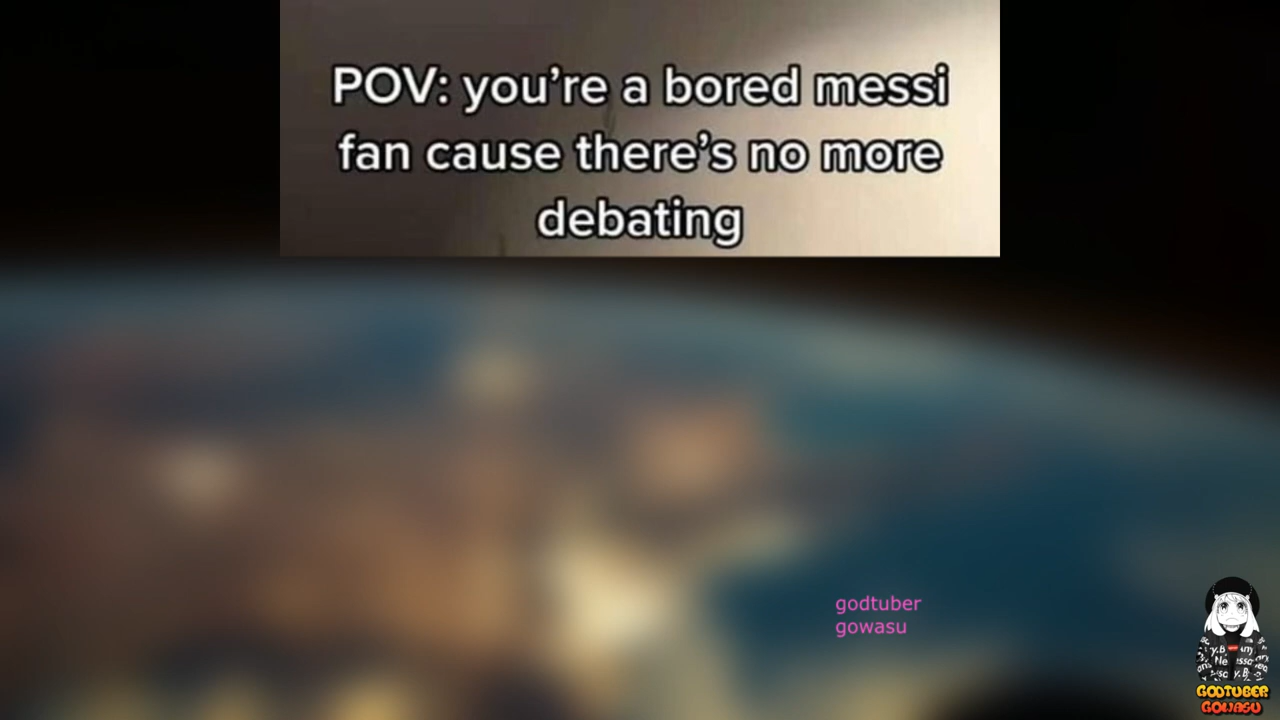 POV: you're a bored messi
fan cause there's no more
debating
godtuber
gowasu
GODTUBER
GOWASU